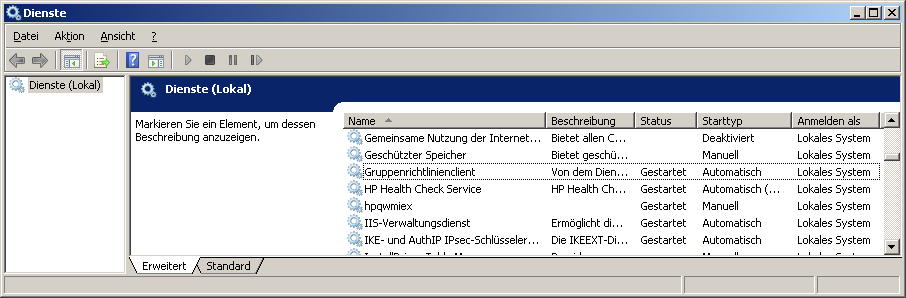 Dienste
Datei Aktion Ansicht ?
Dienste (Lokal)
Dienste (Lokal)
Markieren Sie ein Element, um dessen
Beschreibung anzuzeigen.
Name Beschreibung Status Starttyp Anmelden als
Gemeinsame Nutzung der Internet... Bietet allen C... Deaktiviert Lokales System
Geschützter Speicher Bietet geschü... Manuell Lokales System
Gruppenrichtlinienclient Von dem Dien... Gestartet Automatisch Lokales System
HP Health Check Service HP Health Ch... Gestartet Automatisch (... Lokales System
hpqwmiex Gestartet Manuell Lokales System
IIS-Verwaltungsdienst Ermöglicht di... Gestartet Automatisch Lokales System
IKE- und AuthIP IPsec-Schlüsseler... Die IKEEXT-Di... Gestartet Automatisch Lokales System
Erweitert Standard